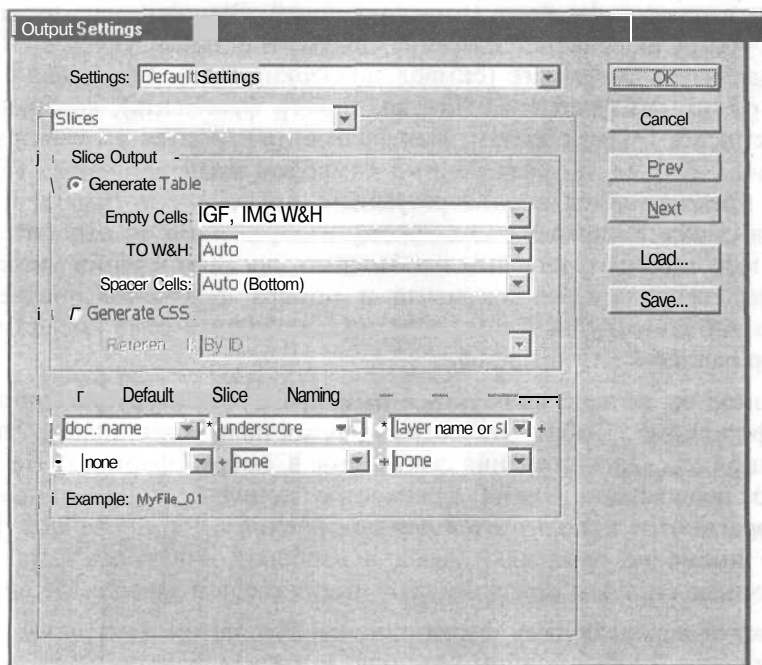 Output Settings
Settings: Default Settings
OK
Slices
Cancel
Slice Output
Prev
Generate Table
Empty Cells: IGF, IMG W&H
Next
TO W&H: Auto
Load...
Spacer Cells: Auto (Bottom)
Save...
Generate CSS
By ID
Default Slice Naming
doc. name * underscore * layer name or sl +
none + none + none
Example: MyFile_01